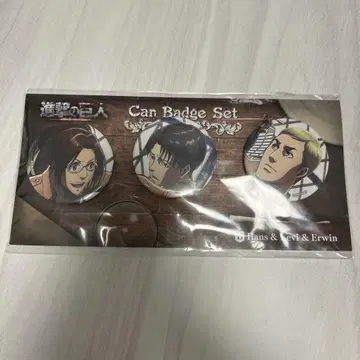 進撃の巨人
Can Badge Set
Hans & Levi & Erwin